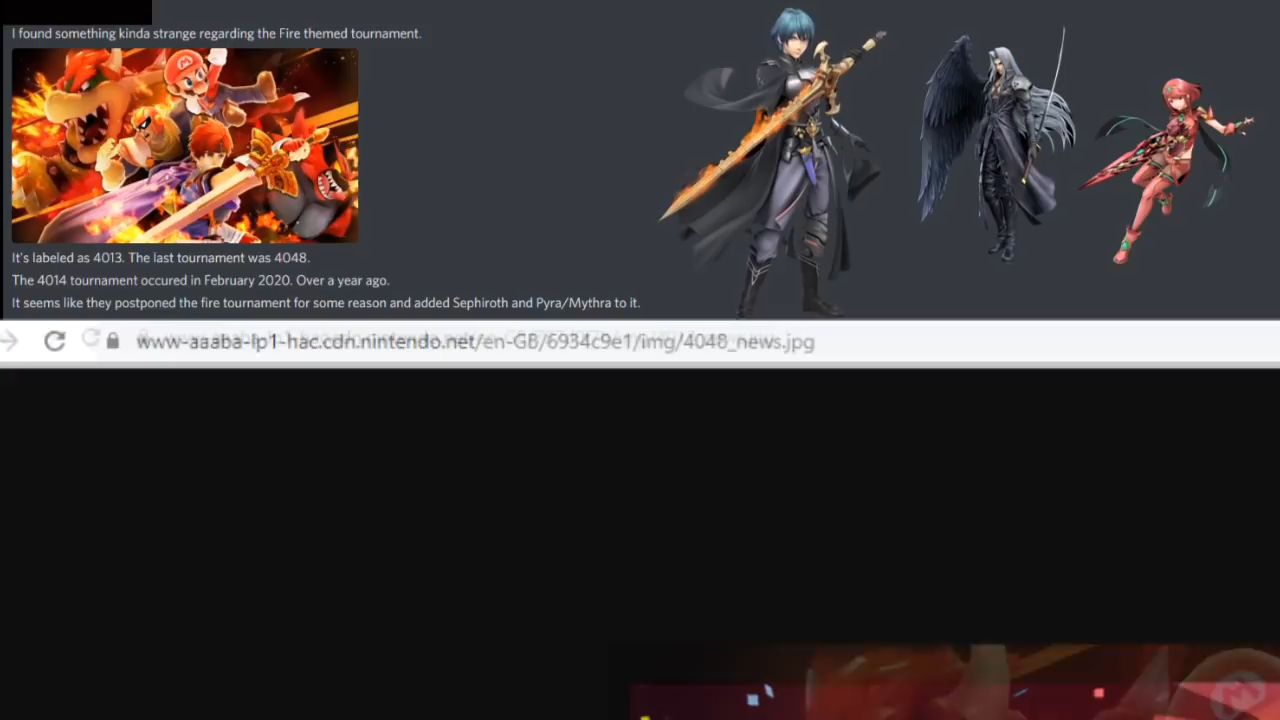 I found something kinda strange regarding the Fire themed tournament.
It's labeled as 4013. The last tournament was 4048.
The 4014 tournament occured in February 2020. Over a year ago.
It seems like they postponed the fire tournament for some reason and added Sephiroth and Pyra/Mythra to it.
www-aaaba-lp1-hac.cdn.nintendo.net/en-GB/6934c9e1/img/4048_news.jpg